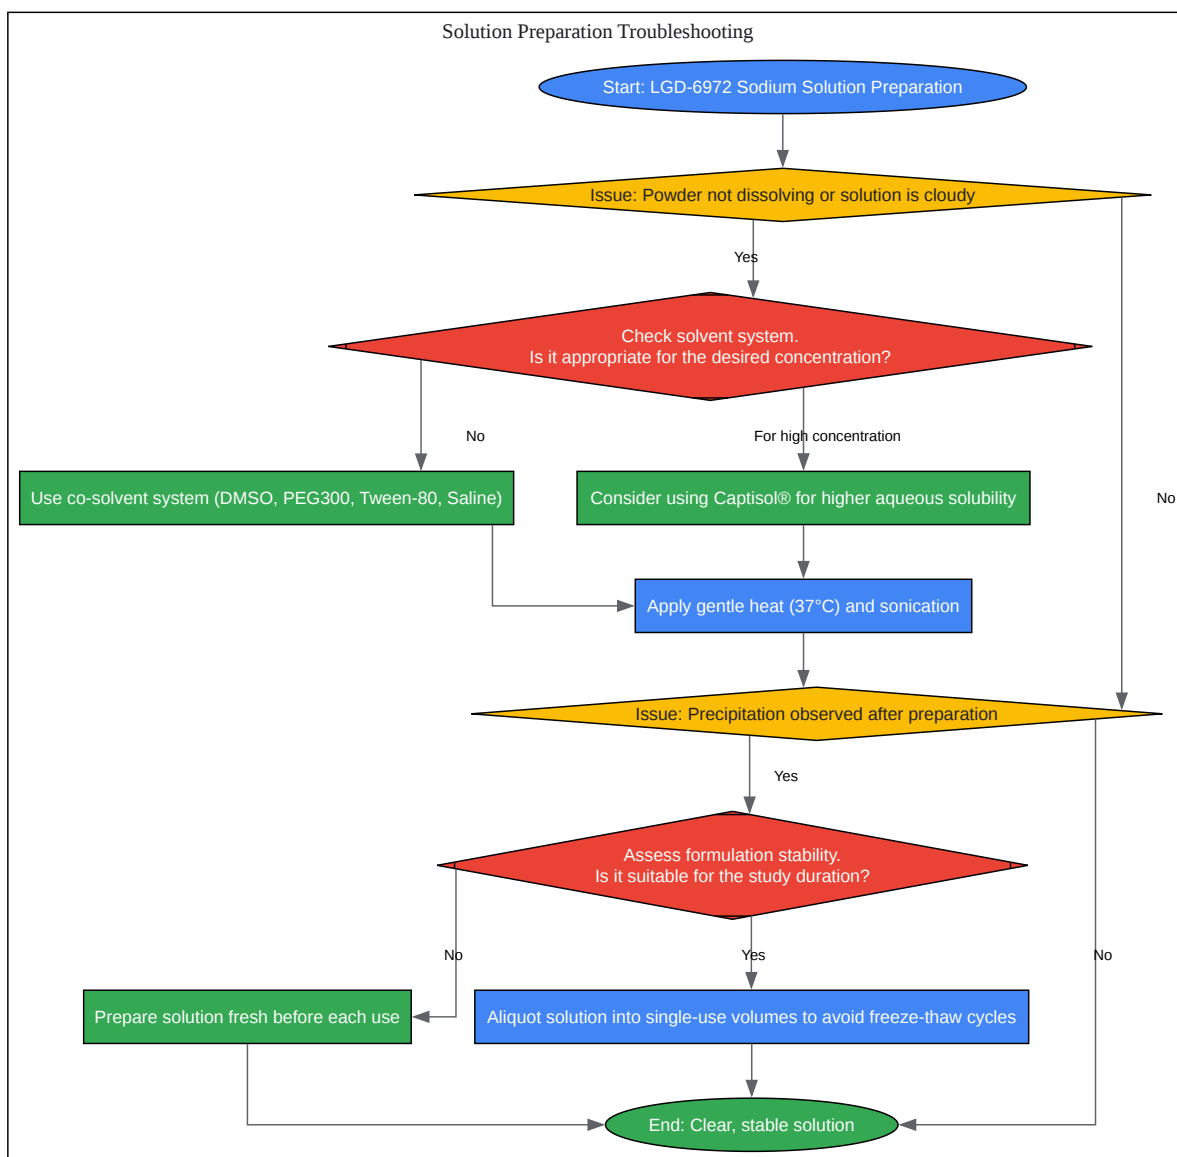 Solution Preparation Troubleshooting
Start: LGD-6972 Sodium Solution Preparation
Issue: Powder not dissolving or solution is cloudy
Yes
Check solvent system.
Is it appropriate for the desired concentration?
No
For high concentration
Use co-solvent system (DMSO, PEG300, Tween-80, Saline)
Consider using Captisol® for higher aqueous solubility
No
Apply gentle heat (37°C) and sonication
Issue: Precipitation observed after preparation
Yes
Assess formulation stability.
Is it suitable for the study duration?
No
Yes
No
Prepare solution fresh before each use
Aliquot solution into single-use volumes to avoid freeze-thaw cycles
End: Clear, stable solution